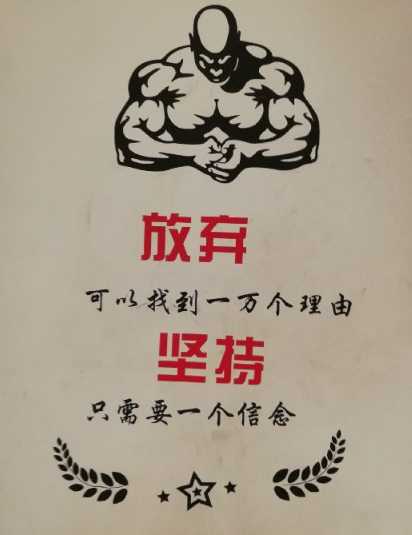 放弃
可以找到一万个理由
坚持
只需要一个信念